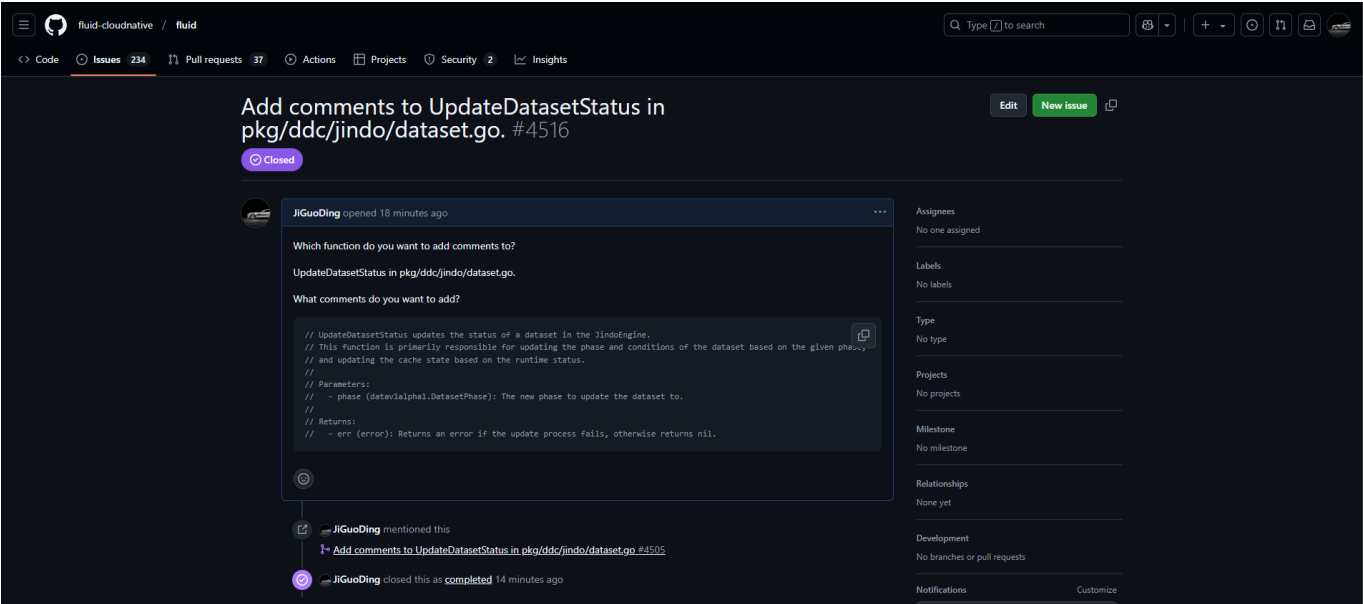 fluid-cloudnative / fluid
Type / to search
Code
Issues 234
Pull requests 37
Actions
Projects
Security 2
Insights
Add comments to UpdateDatasetStatus in
pkg/ddc/jindo/dataset.go. #4516
Edit
New issue
Closed
JiGuoDing opened 18 minutes ago
Which function do you want to add comments to?
UpdateDatasetStatus in pkg/ddc/jindo/dataset.go.
What comments do you want to add?
// UpdateDatasetStatus updates the status of a dataset in the JindoEngine.
// This function is primarily responsible for updating the phase and conditions of the dataset based on the given phase,
// and updating the cache state based on the runtime status.
//
// Parameters:
//   - phase (datav1alpha1.DatasetPhase): The new phase to update the dataset to.
//
// Returns:
//   - err (error): Returns an error if the update process fails, otherwise returns nil.
JiGuoDing mentioned this
Add comments to UpdateDatasetStatus in pkg/ddc/jindo/dataset.go #4505
JiGuoDing closed this as completed 14 minutes ago
Assignees
No one assigned
Labels
No labels
Type
No type
Projects
No projects
Milestone
No milestone
Relationships
None yet
Development
No branches or pull requests
Notifications
Customize